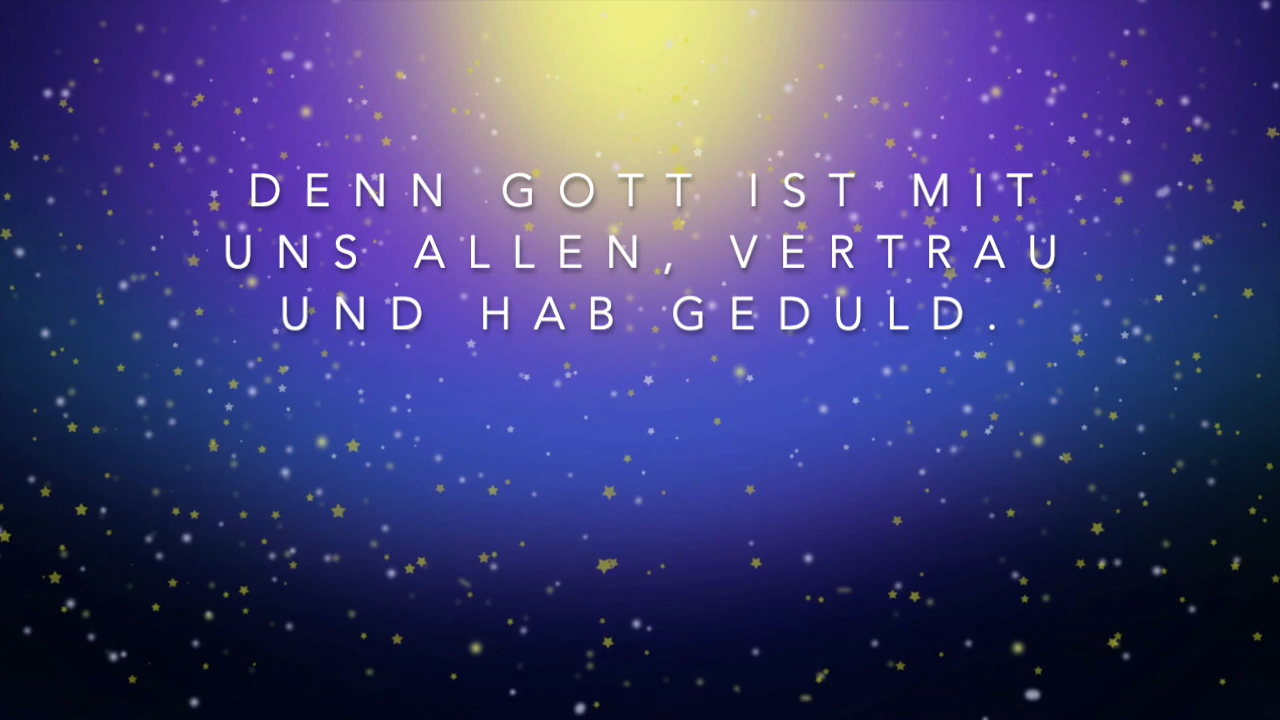 DENN GOTT IST MIT
UNS ALLEN, VERTRAU
UND HAB GEDULD.